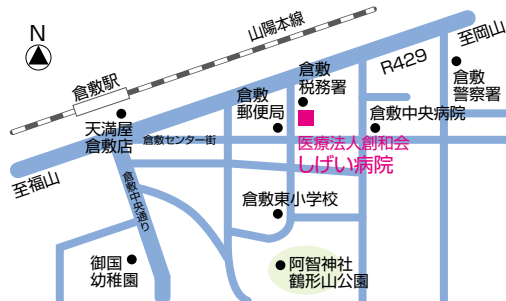 N
山陽本線
至岡山
R429
倉敷駅
倉敷
税務署
倉敷
警察署
倉敷
郵便局
倉敷中央病院
天満屋
倉敷店
倉敷センター街
医療法人創和会
しげい病院
至福山
倉敷中央通り
倉敷東小学校
御国
幼稚園
阿智神社
鶴形山公園